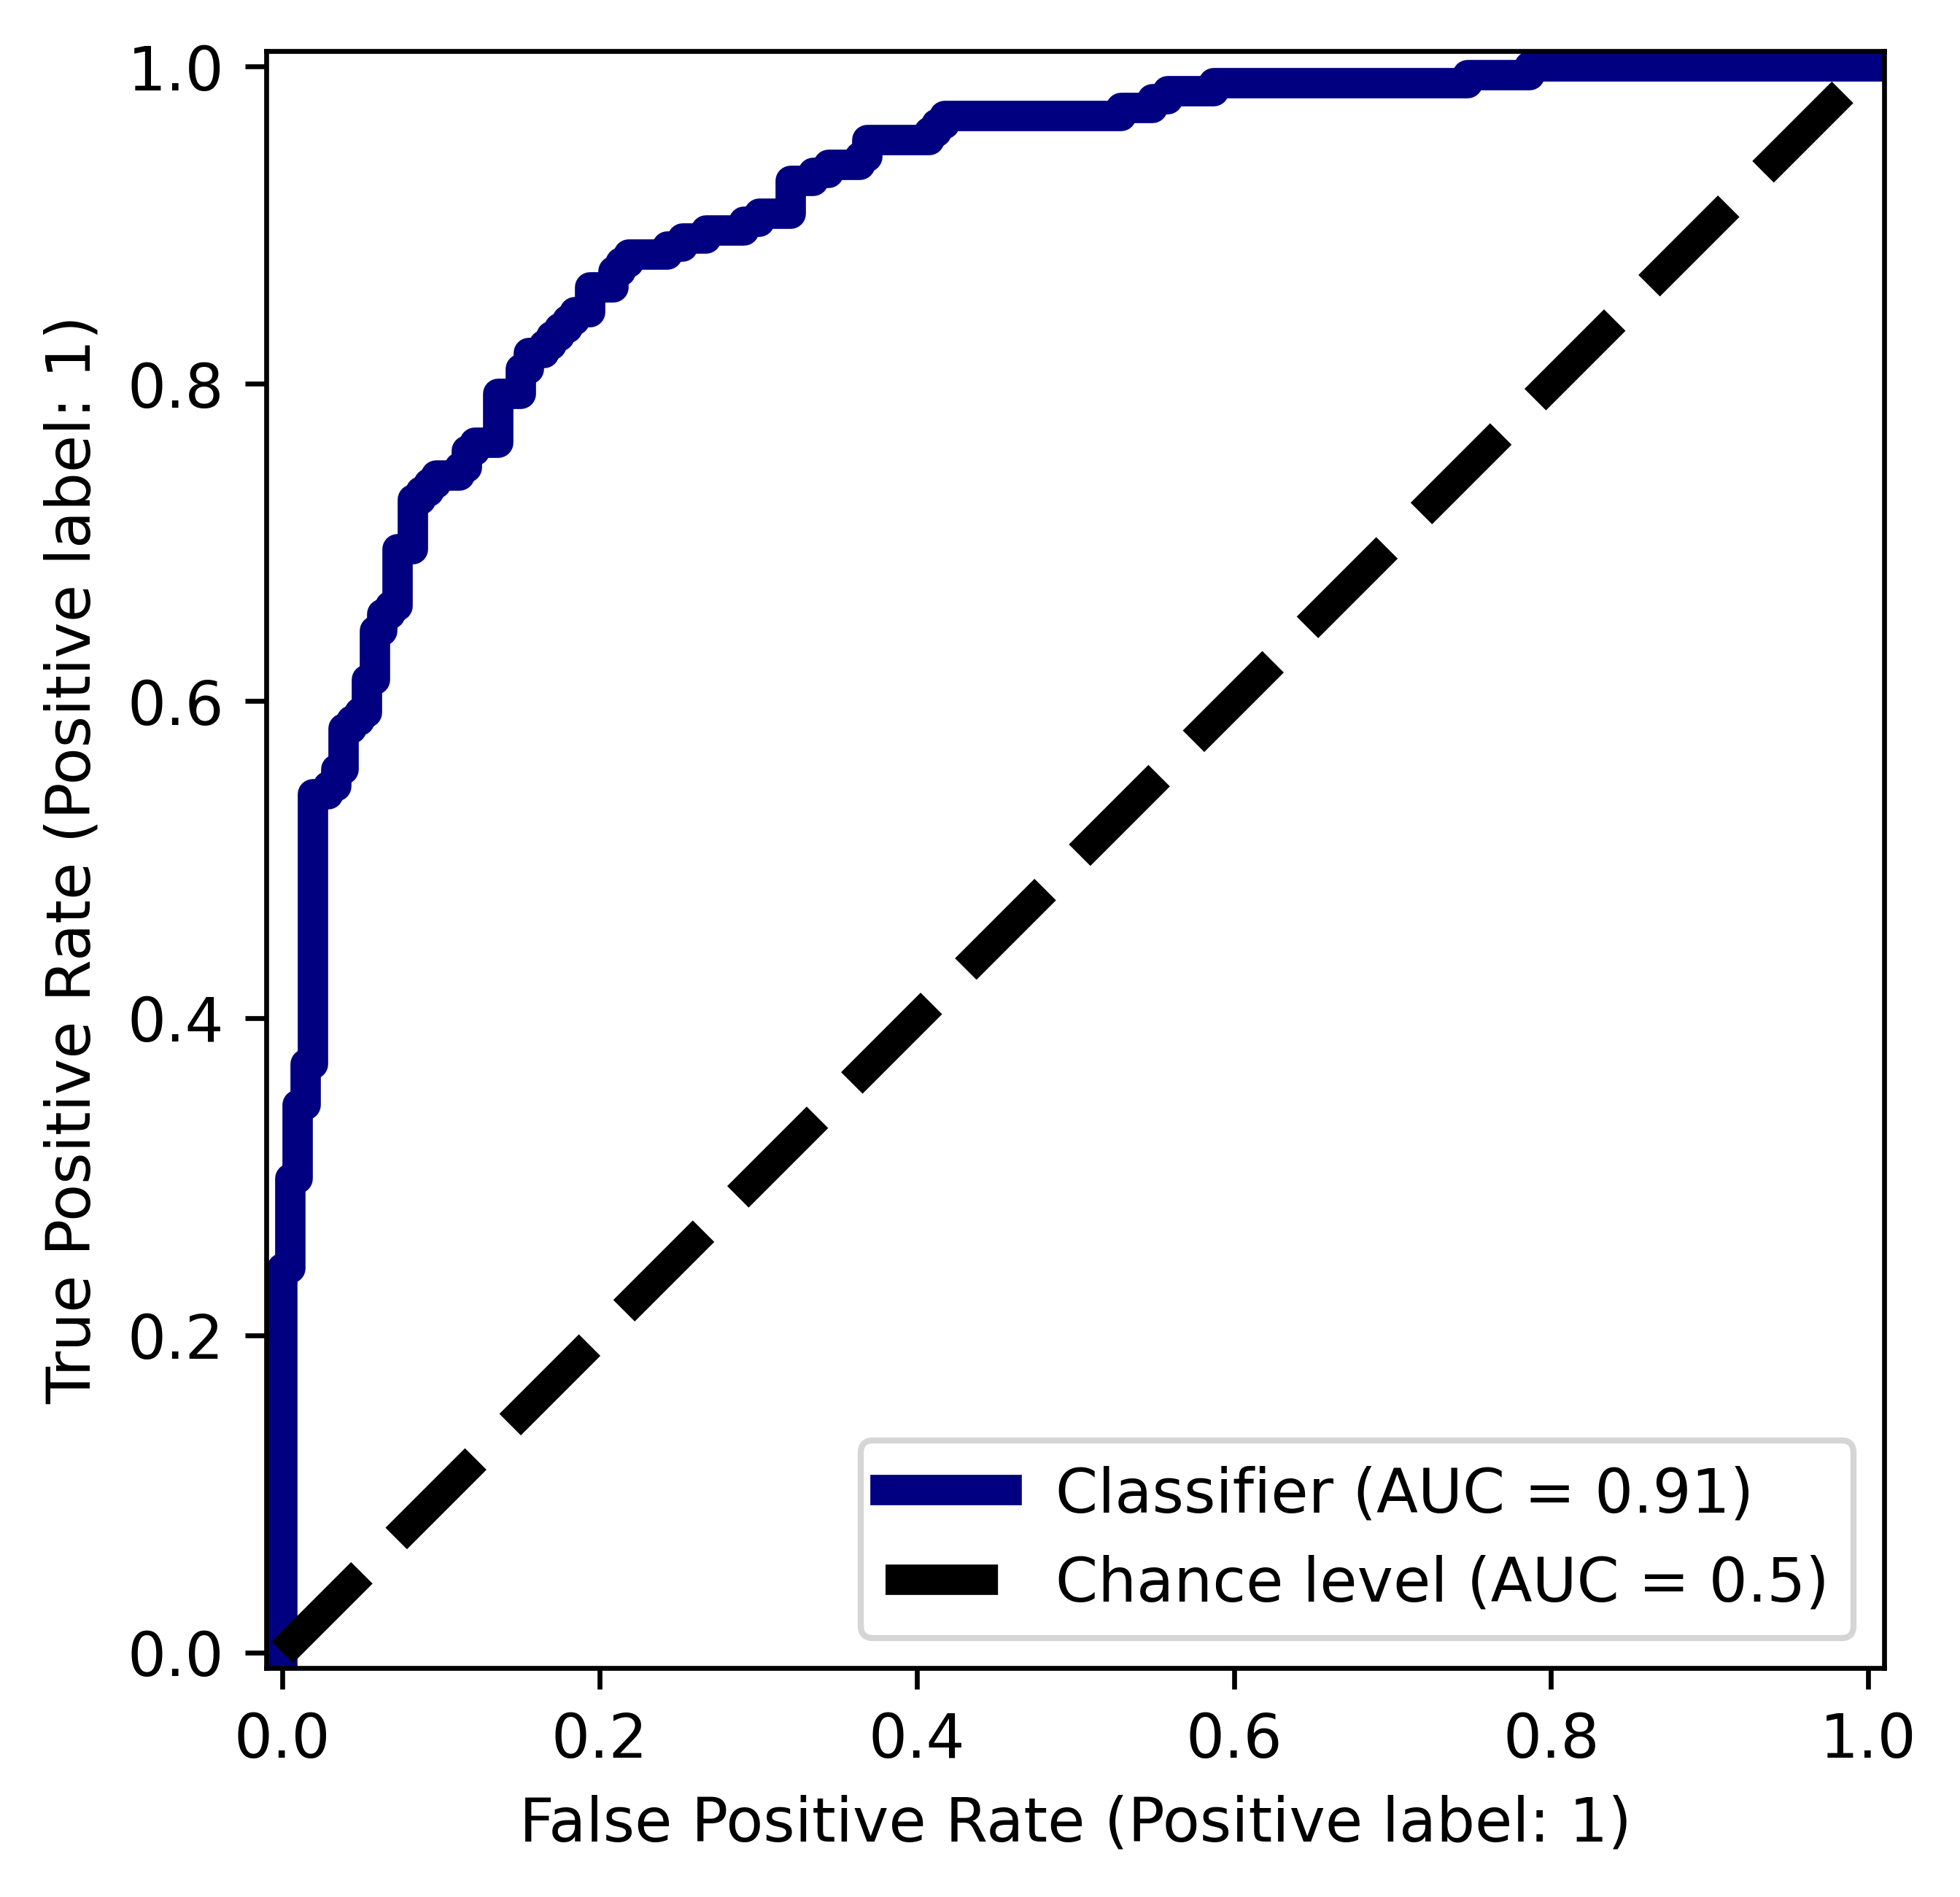 1.0
0.8
0.6
0.4
0.2
0.0
True Positive Rate (Positive label: 1)
Classifier (AUC = 0.91)
Chance level (AUC = 0.5)
0.0 0.2 0.4 0.6 0.8 1.0
False Positive Rate (Positive label: 1)